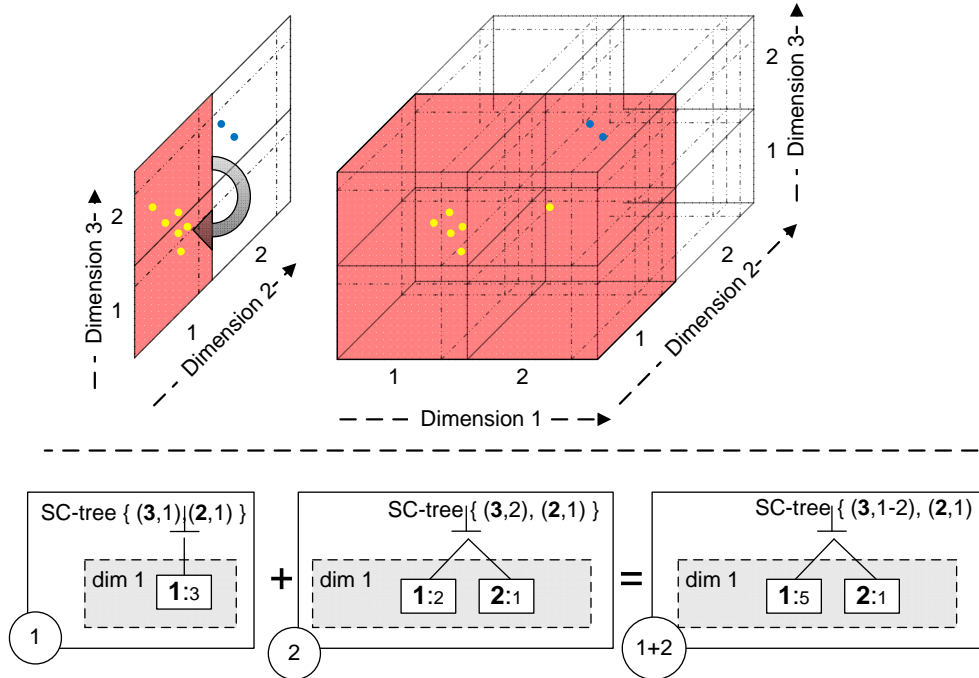 2
1
Dimension 3
2
1
Dimension 2
2
1
Dimension 3
1
2
Dimension 2
1
2
Dimension 1
SC-tree { (3,1),(2,1) }
dim 1
1:3
1
+
SC-tree { (3,2), (2,1) }
dim 1
1:2
2:1
2
=
SC-tree { (3,1-2), (2,1)
dim 1
1:5
2:1
1+2